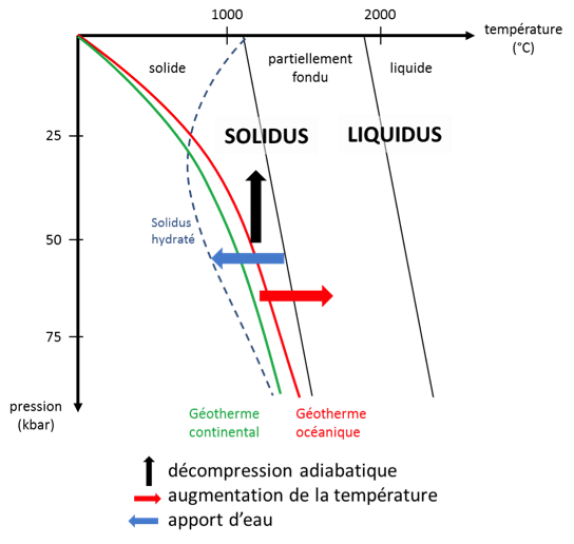 1000
2000
température
(°C)
solide
partiellement
fondu
liquide
25
SOLIDUS
LIQUIDUS
Solidus
hydraté
50
75
pression
(kbar)
Géotherme
continental
Géotherme
océanique
décompression adiabatique
augmentation de la température
apport d'eau